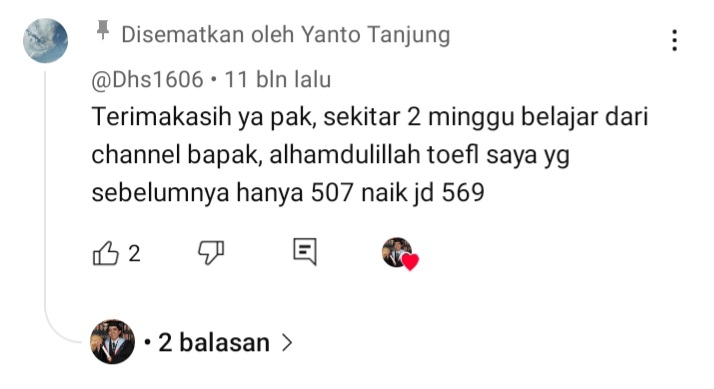 Disematkan oleh Yanto Tanjung
@Dhs1606 • 11 bln lalu
Terimakasih ya pak, sekitar 2 minggu belajar dari
channel bapak, alhamdulillah toefl saya yg
sebelumnya hanya 507 naik jd 569
2
• 2 balasan >